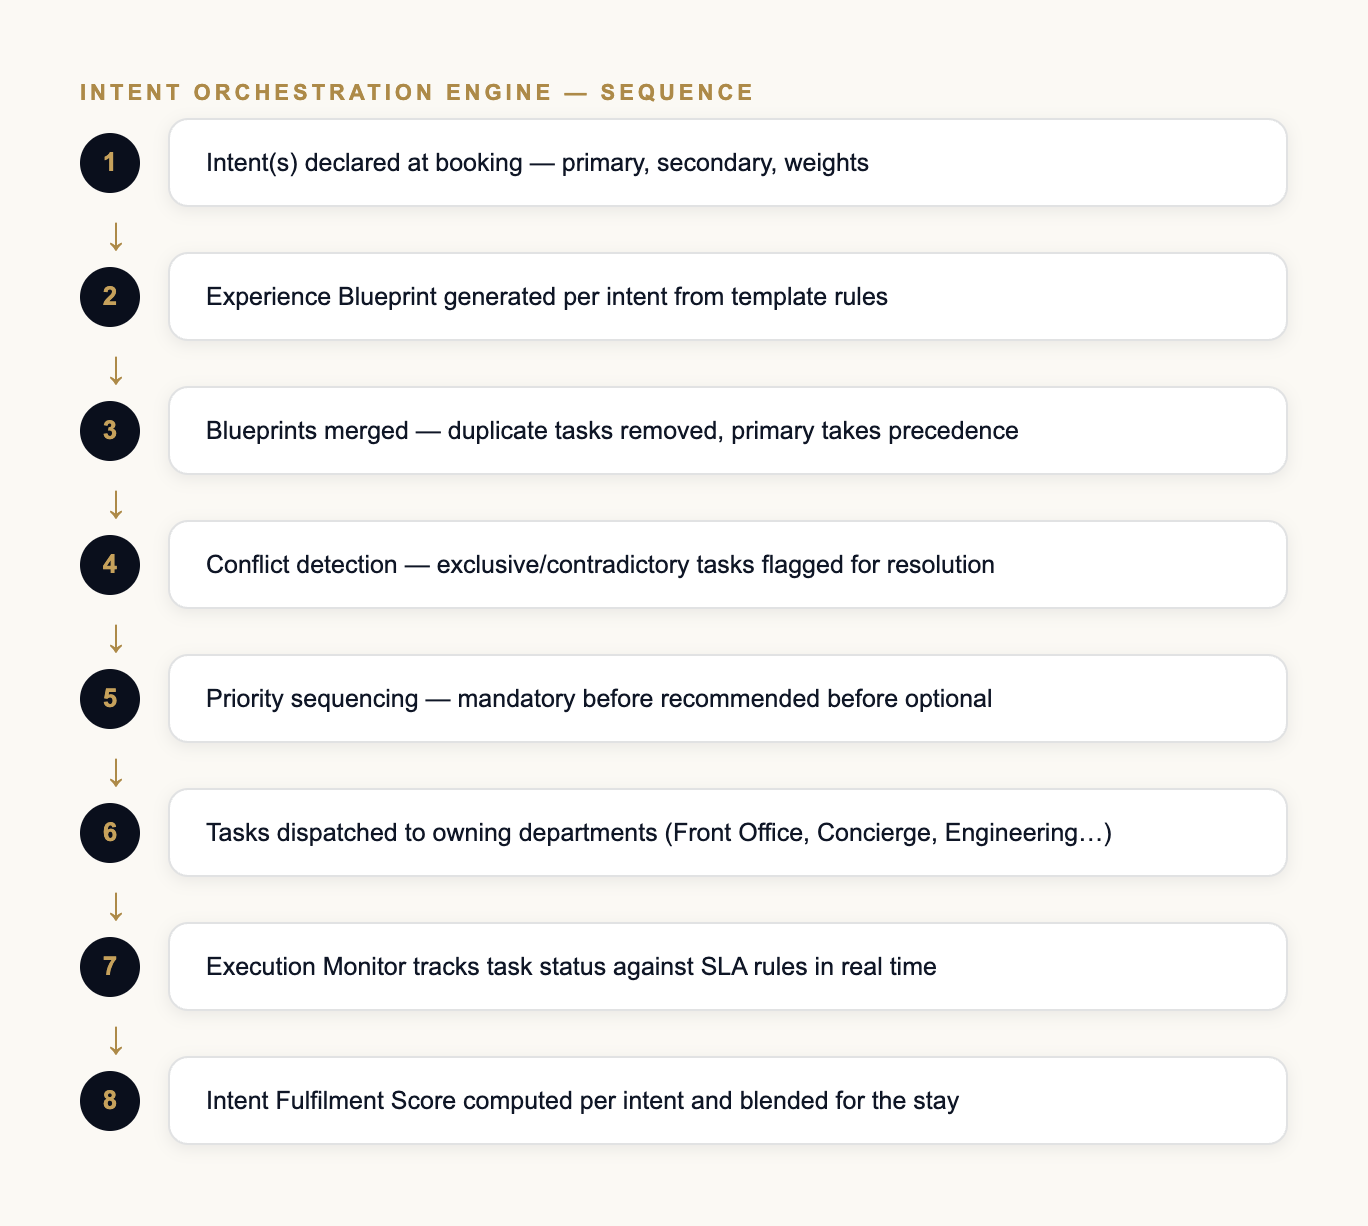 INTENT ORCHESTRATION ENGINE — SEQUENCE
1
Intent(s) declared at booking — primary, secondary, weights
↓
2
Experience Blueprint generated per intent from template rules
↓
3
Blueprints merged — duplicate tasks removed, primary takes precedence
↓
4
Conflict detection — exclusive/contradictory tasks flagged for resolution
↓
5
Priority sequencing — mandatory before recommended before optional
↓
6
Tasks dispatched to owning departments (Front Office, Concierge, Engineering…)
↓
7
Execution Monitor tracks task status against SLA rules in real time
↓
8
Intent Fulfilment Score computed per intent and blended for the stay